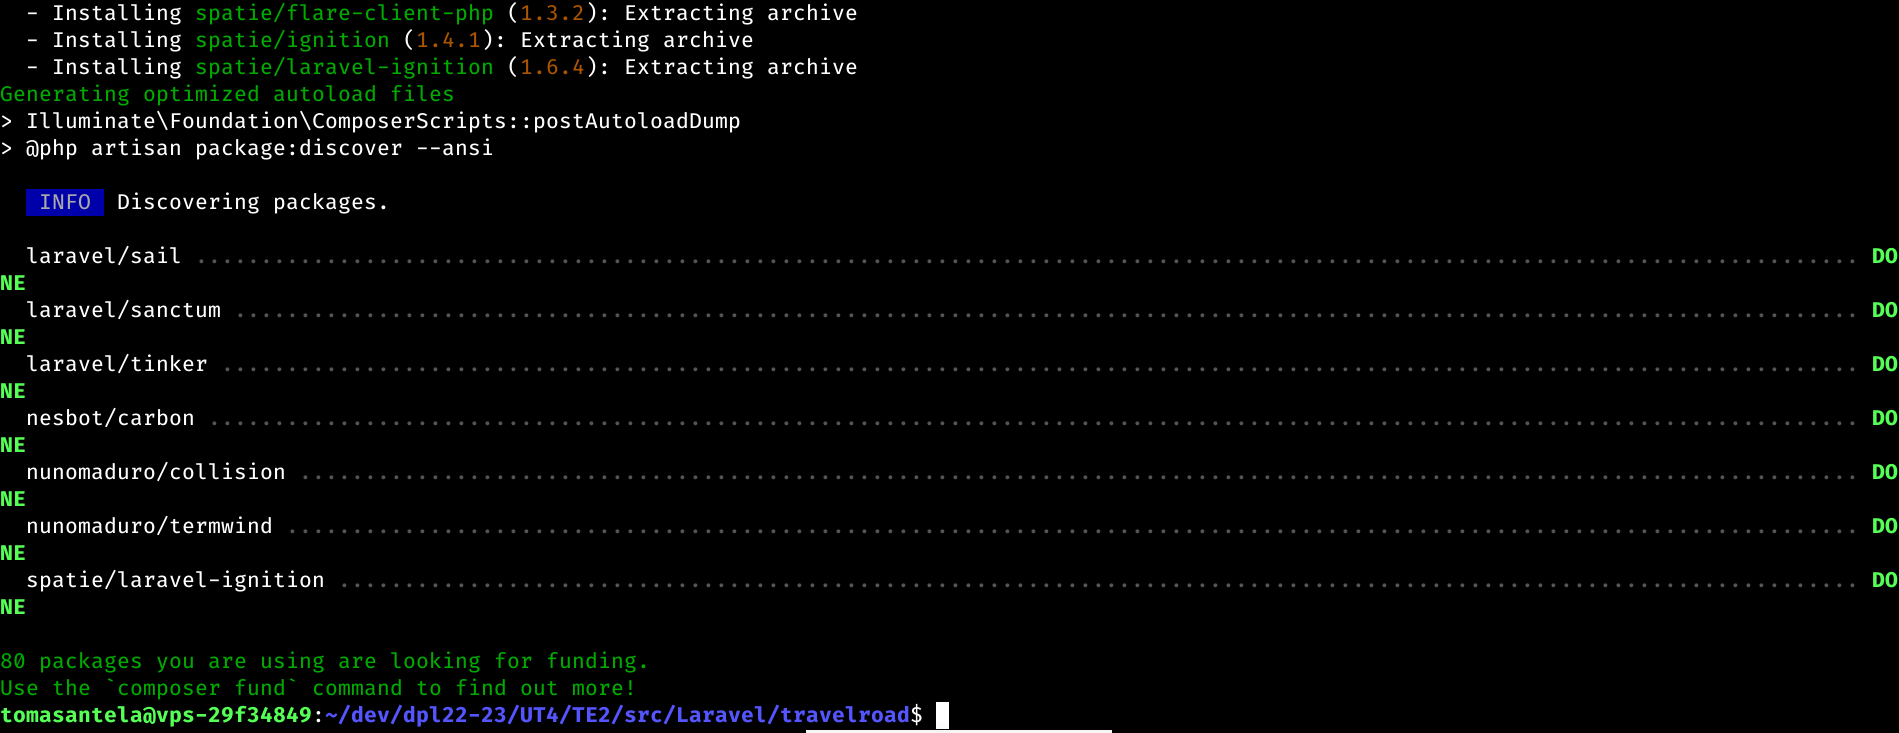 - Installing spatie/flare-client-php (1.3.2): Extracting archive
- Installing spatie/ignition (1.4.1): Extracting archive
- Installing spatie/laravel-ignition (1.6.4): Extracting archive
Generating optimized autoload files
> Illuminate\Foundation\ComposerScripts::postAutoloadDump
> @php artisan package:discover --ansi
INFO Discovering packages.
laravel/sail ................................................................................................................................ DO
NE
laravel/sanctum ............................................................................................................................. DO
NE
laravel/tinker .............................................................................................................................. DO
NE
nesbot/carbon ............................................................................................................................... DO
NE
nunomaduro/collision ........................................................................................................................ DO
NE
nunomaduro/termwind ......................................................................................................................... DO
NE
spatie/laravel-ignition ..................................................................................................................... DO
NE
80 packages you are using are looking for funding.
Use the `composer fund` command to find out more!
tomasantela@vps-29f34849:~/dev/dpl22-23/UT4/TE2/src/Laravel/travelroad$